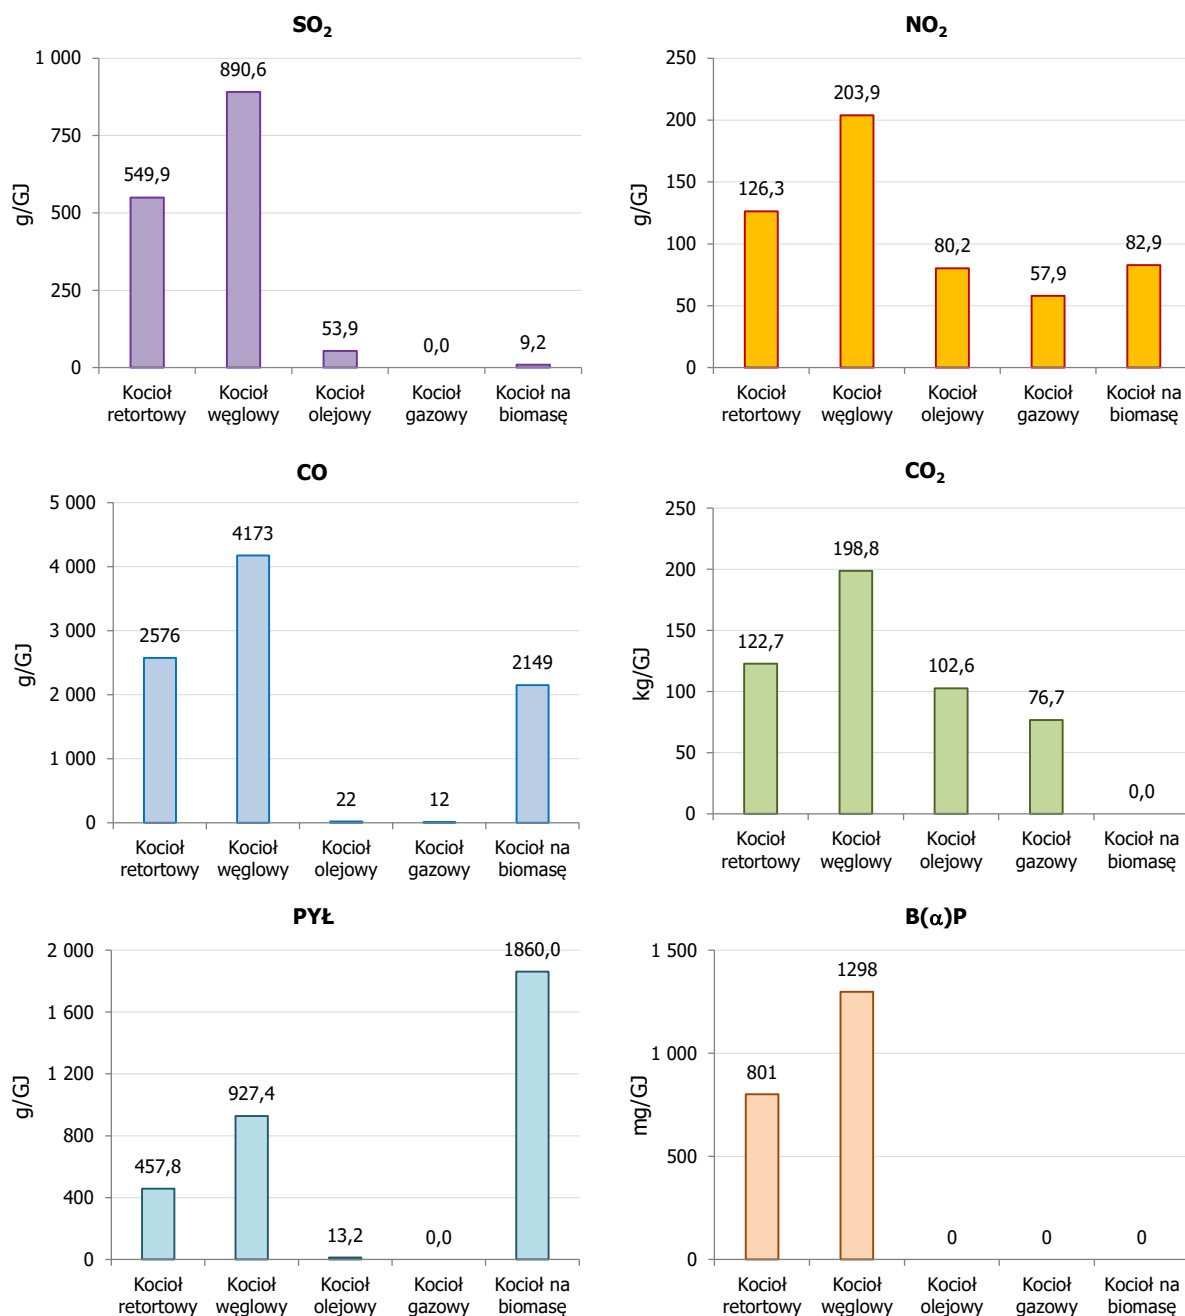 SO₂
1 000
750
500
250
0
g/GJ
549,9
890,6
53,9
0,0
9,2
Kocioł retortowy
Kocioł węglowy
Kocioł olejowy
Kocioł gazowy
Kocioł na biomasę
NO₂
250
200
150
100
50
0
g/GJ
126,3
203,9
80,2
57,9
82,9
Kocioł retortowy
Kocioł węglowy
Kocioł olejowy
Kocioł gazowy
Kocioł na biomasę
CO
5 000
4 000
3 000
2 000
1 000
0
g/GJ
2576
4173
22
12
2149
Kocioł retortowy
Kocioł węglowy
Kocioł olejowy
Kocioł gazowy
Kocioł na biomasę
CO₂
250
200
150
100
50
0
kg/GJ
122,7
198,8
102,6
76,7
0,0
Kocioł retortowy
Kocioł węglowy
Kocioł olejowy
Kocioł gazowy
Kocioł na biomasę
PYŁ
2 000
1 600
1 200
800
400
0
g/GJ
457,8
927,4
13,2
0,0
1860,0
Kocioł retortowy
Kocioł węglowy
Kocioł olejowy
Kocioł gazowy
Kocioł na biomasę
B(α)P
1 500
1 000
500
0
mg/GJ
801
1298
0
0
0
Kocioł retortowy
Kocioł węglowy
Kocioł olejowy
Kocioł gazowy
Kocioł na biomasę